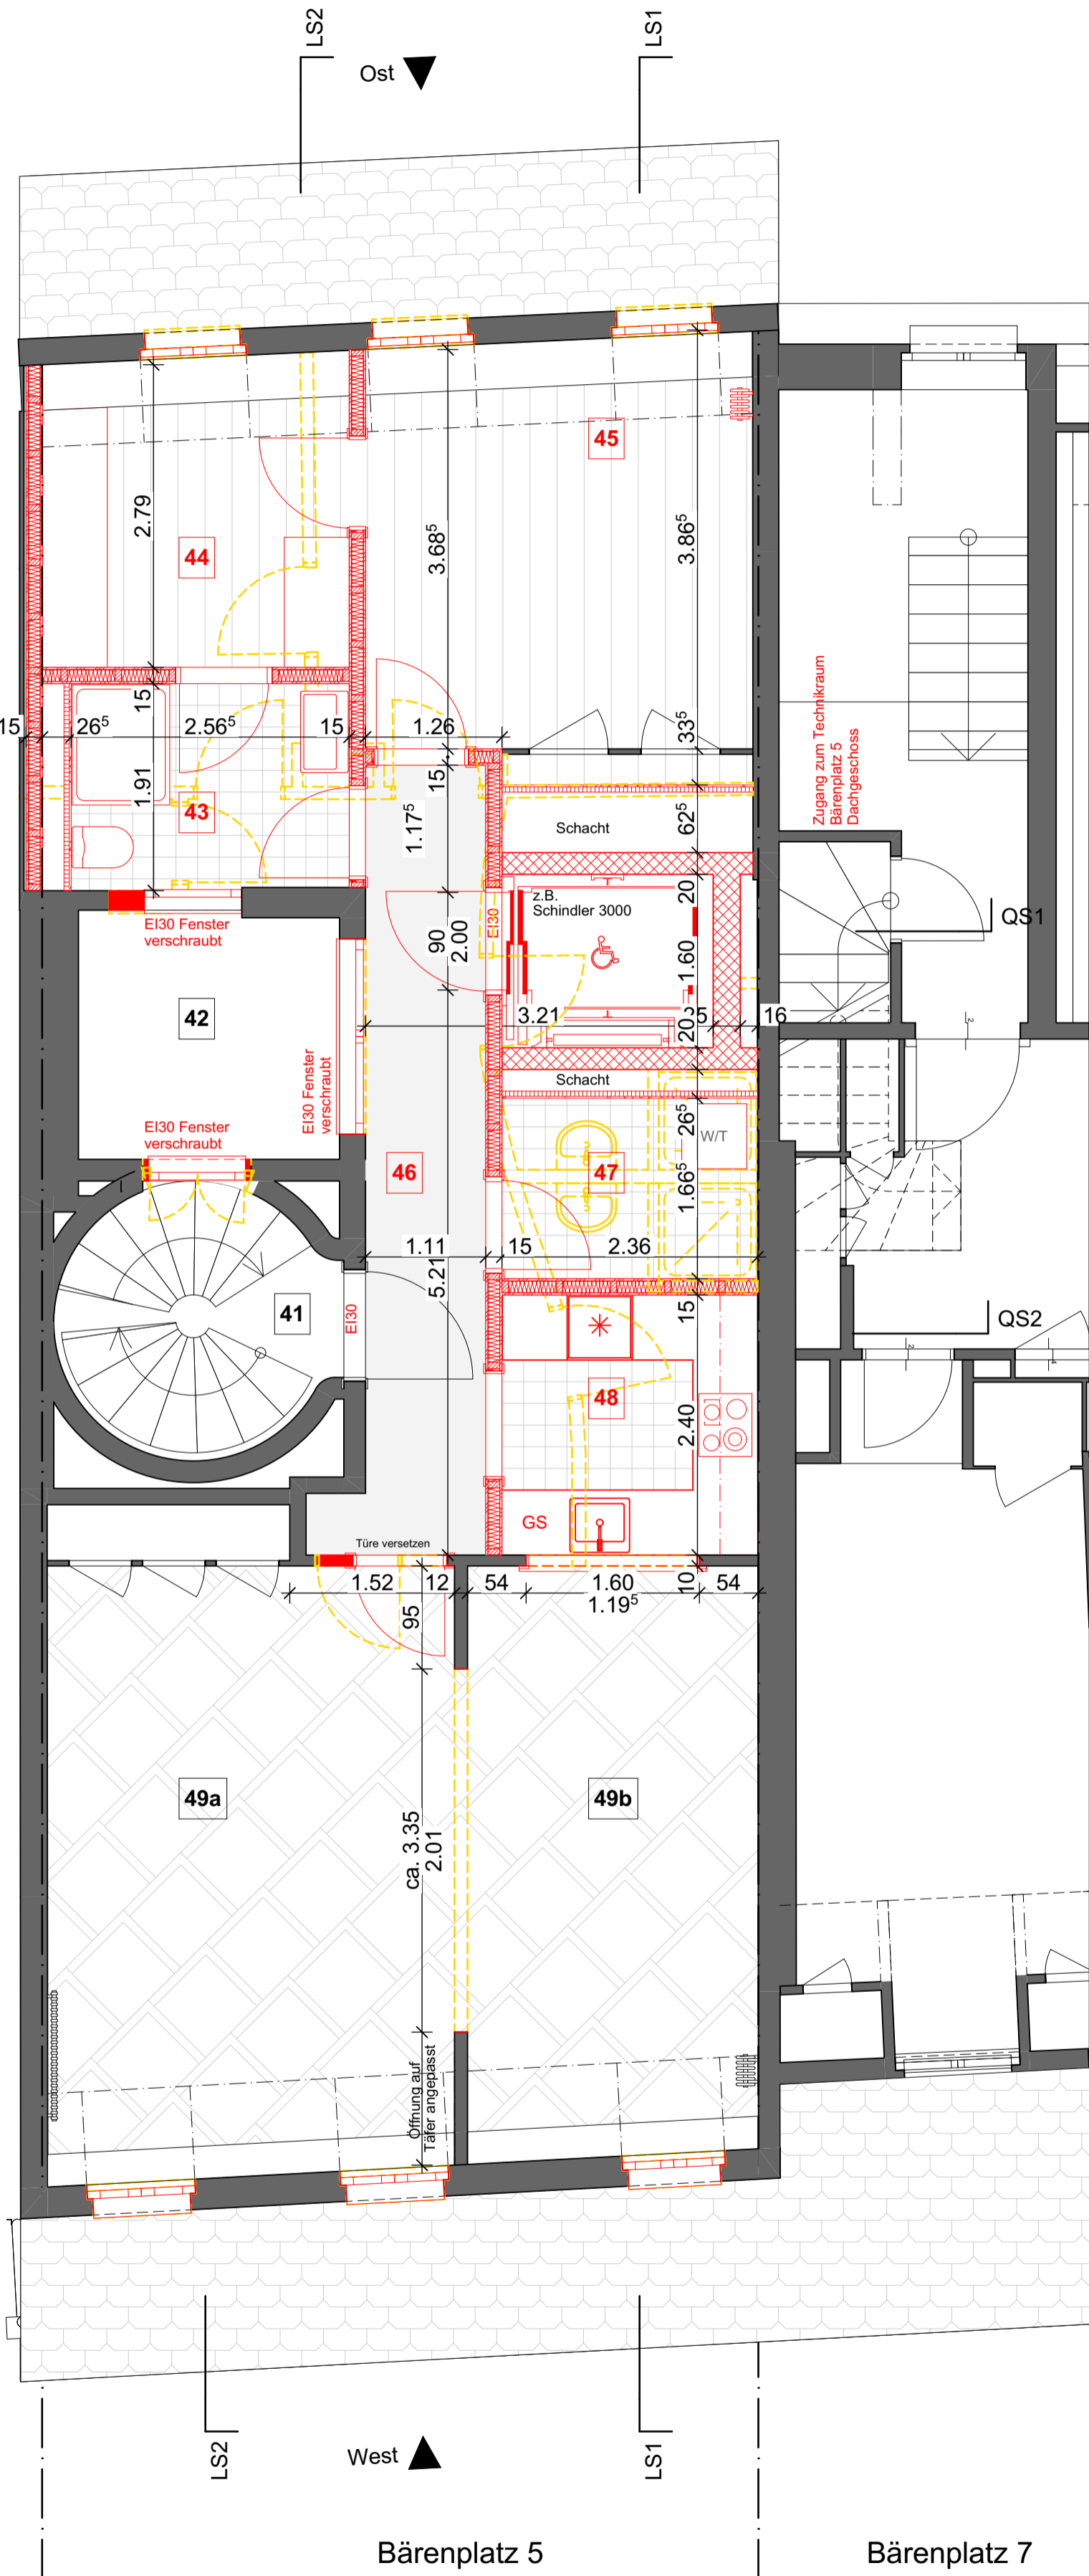 LS2
LS1
Ost
45
2.79
3.68⁵
3.86⁵
44
Zugang zum Technikraum
Bärenplatz 5
Dachgeschoss
15
26⁵
15
2.56⁵
15
1.26
33⁵
1.91
15
43
1.17⁵
Schacht
62⁵
EI30 Fenster
verschraubt
90
2.00
EI30
z.B.
Schindler 3000
20
1.60
QS1
42
3.21
20
16
EI30 Fenster
verschraubt
EI30 Fenster
verschraubt
Schacht
26⁵
W/T
46
47
1.66⁵
1.11
15
2.36
5.21
41
EI30
15
QS2
48
2.40
GS
Türe versetzen
1.52
12
54
1.60
1.19⁵
10
54
95
49a
49b
ca. 3.35
2.01
Öffnung auf
Täfer angepasst
LS2
West
LS1
Bärenplatz 5
Bärenplatz 7